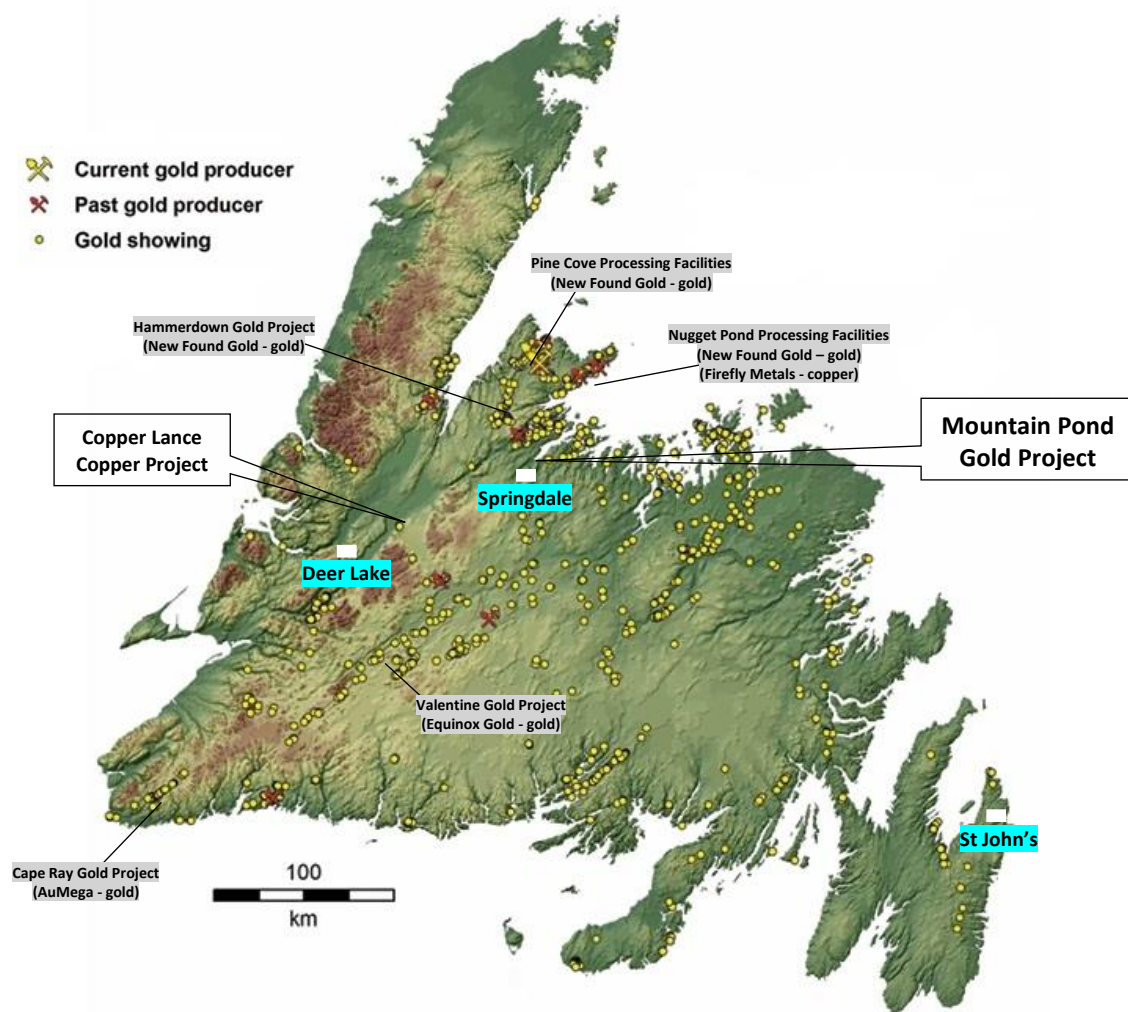 Current gold producer
Past gold producer
Gold showing
Pine Cove Processing Facilities
(New Found Gold - gold)
Hammerdown Gold Project
(New Found Gold - gold)
Nugget Pond Processing Facilities
(New Found Gold – gold)
(Firefly Metals - copper)
Copper Lance
Copper Project
Mountain Pond
Gold Project
Springdale
Deer Lake
Valentine Gold Project
(Equinox Gold - gold)
St John’s
Cape Ray Gold Project
(AuMega - gold)
100
km